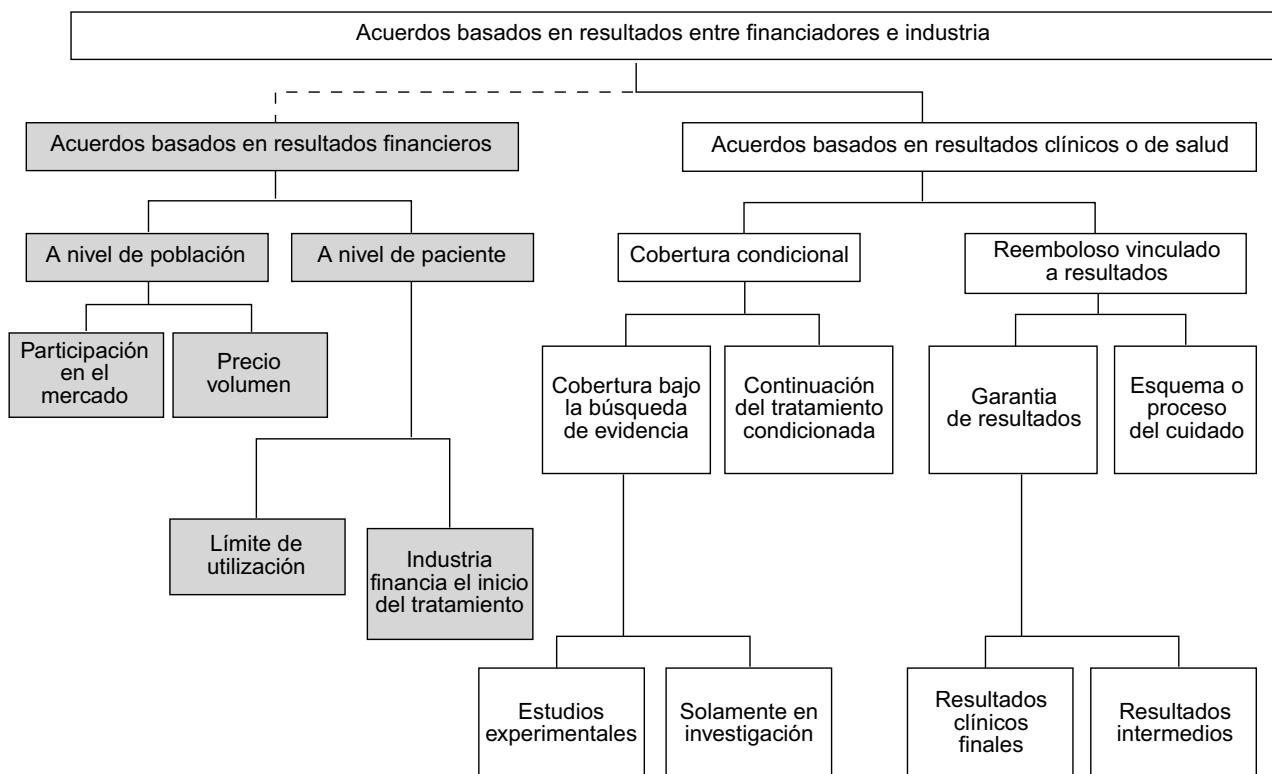 Acuerdos basados en resultados entre financiadores e industria
Acuerdos basados en resultados financieros
Acuerdos basados en resultados clínicos o de salud
A nivel de población
A nivel de paciente
Cobertura condicional
Reemboloso vinculado
a resultados
Participación
en el
mercado
Precio
volumen
Cobertura bajo
la búsqueda
de evidencia
Continuación
del tratamiento
condicionada
Garantia
de resultados
Esquema o
proceso
del cuidado
Límite de
utilización
Industria
financia el inicio
del tratamiento
Estudios
experimentales
Solamente en
investigación
Resultados
clínicos
finales
Resultados
intermedios